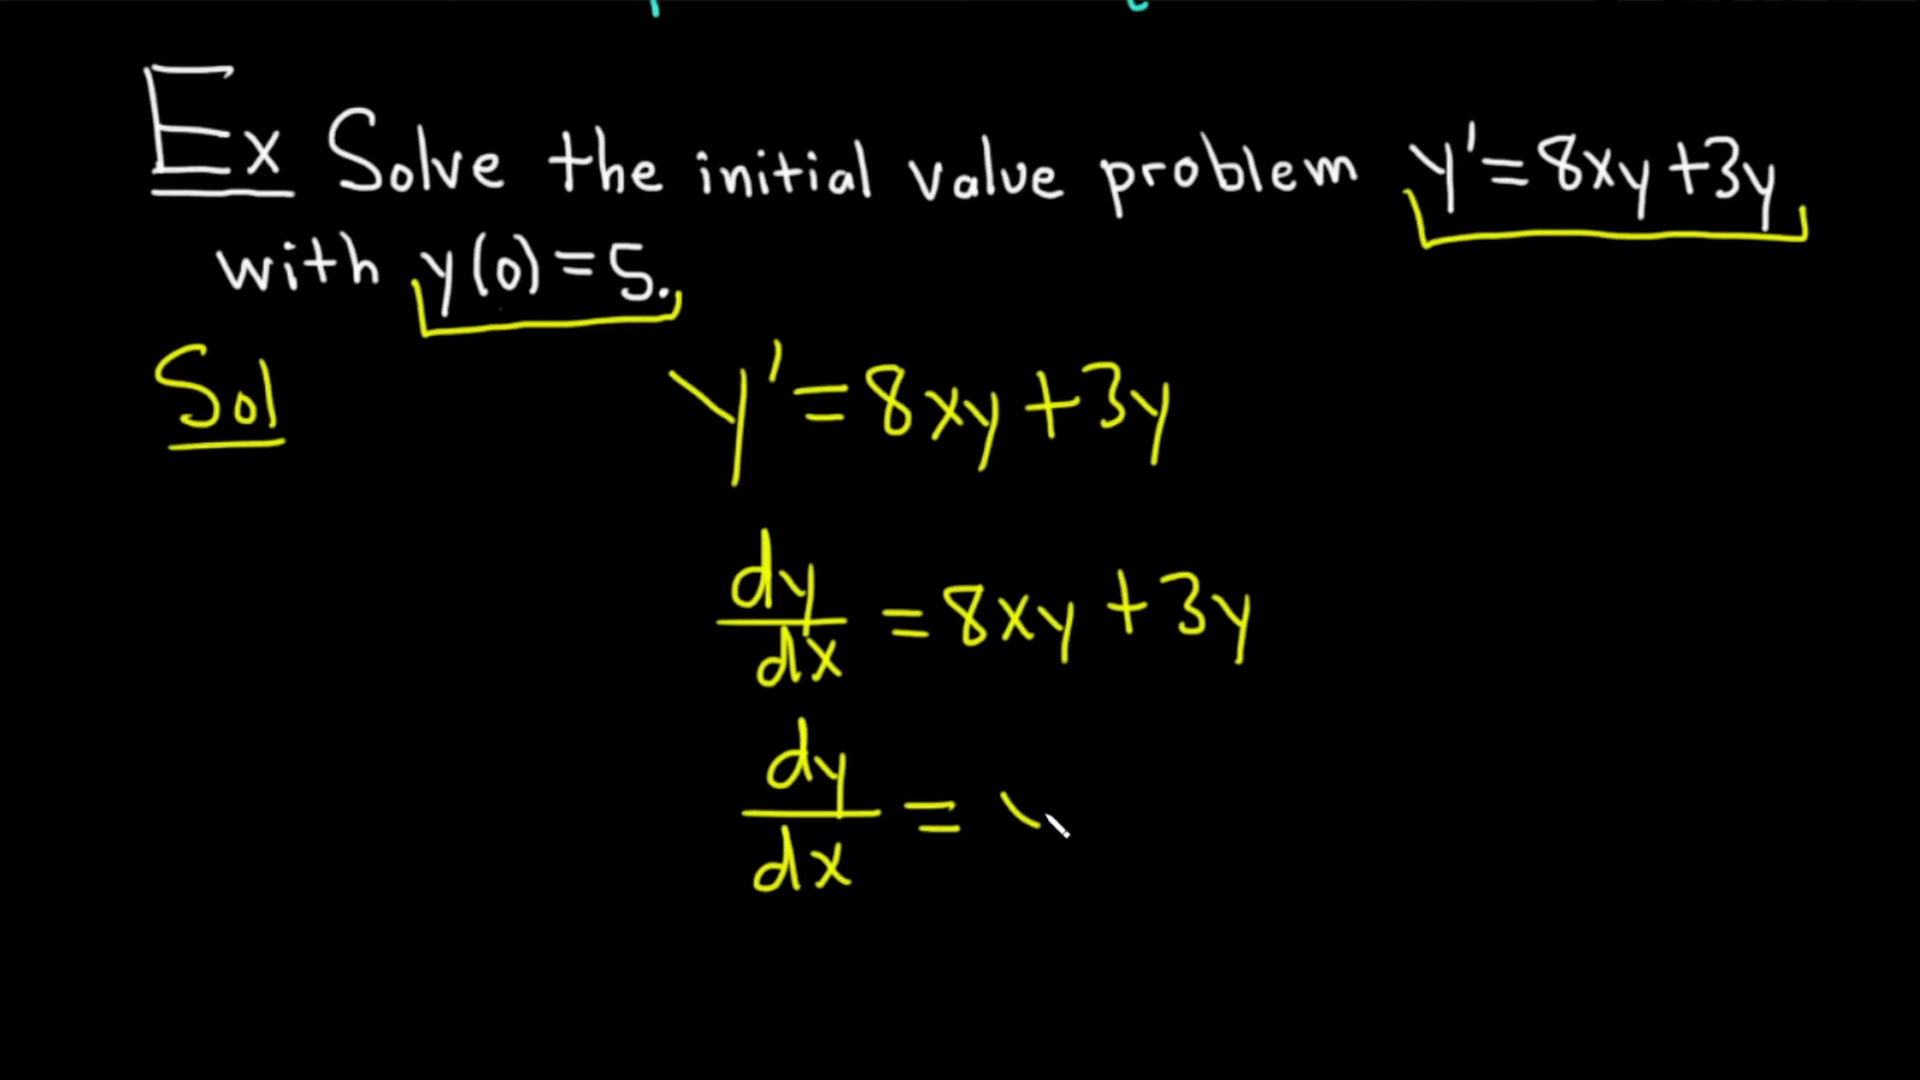 Ex Solve the initial value problem y'=8xy+3y
with y(0)=5.
Sol
y'=8xy+3y
dy/dx =8xy+3y
dy/dx =